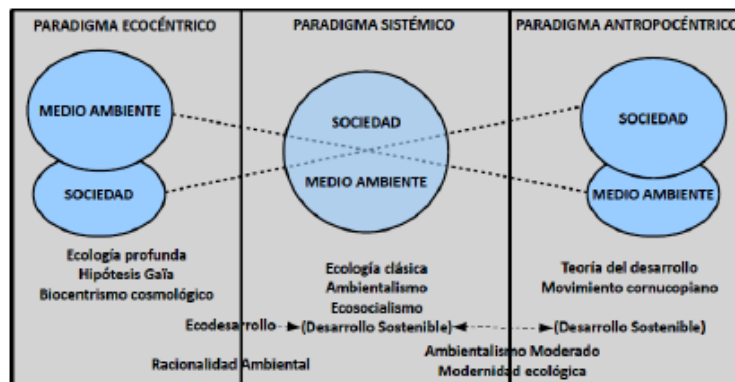 PARADIGMA ECOCÉNTRICO
MEDIO AMBIENTE
SOCIEDAD
Ecología profunda
Hipótesis Gaïa
Biocentrismo cosmológico
PARADIGMA SISTÉMICO
SOCIEDAD
MEDIO AMBIENTE
Ecología clásica
Ambientalismo
Ecosocialismo
PARADIGMA ANTROPOCÉNTRICO
SOCIEDAD
MEDIO AMBIENTE
Teoría del desarrollo
Movimiento cornucopiano
Ecodesarrollo (Desarrollo Sostenible) (Desarrollo Sostenible)
Racionalidad Ambiental
Ambientalismo Moderado
Modernidad ecológica